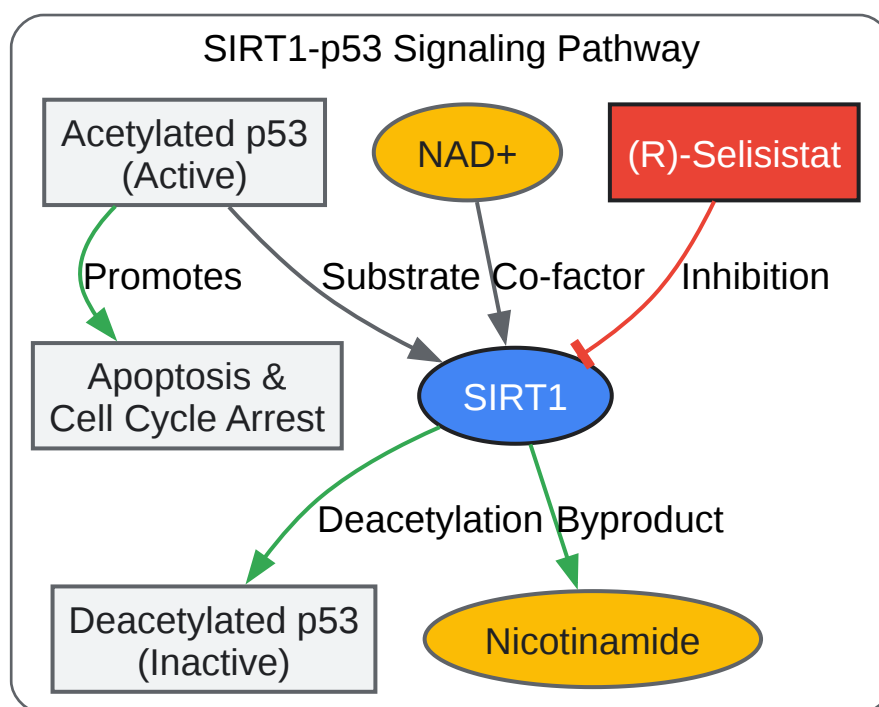 SIRT1-p53 Signaling Pathway
Acetylated p53
(Active)
NAD+
(R)-Selisistat
Promotes
Substrate
Co-factor
Inhibition
Apoptosis &
Cell Cycle Arrest
SIRT1
Deacetylation
Byproduct
Deacetylated p53
(Inactive)
Nicotinamide